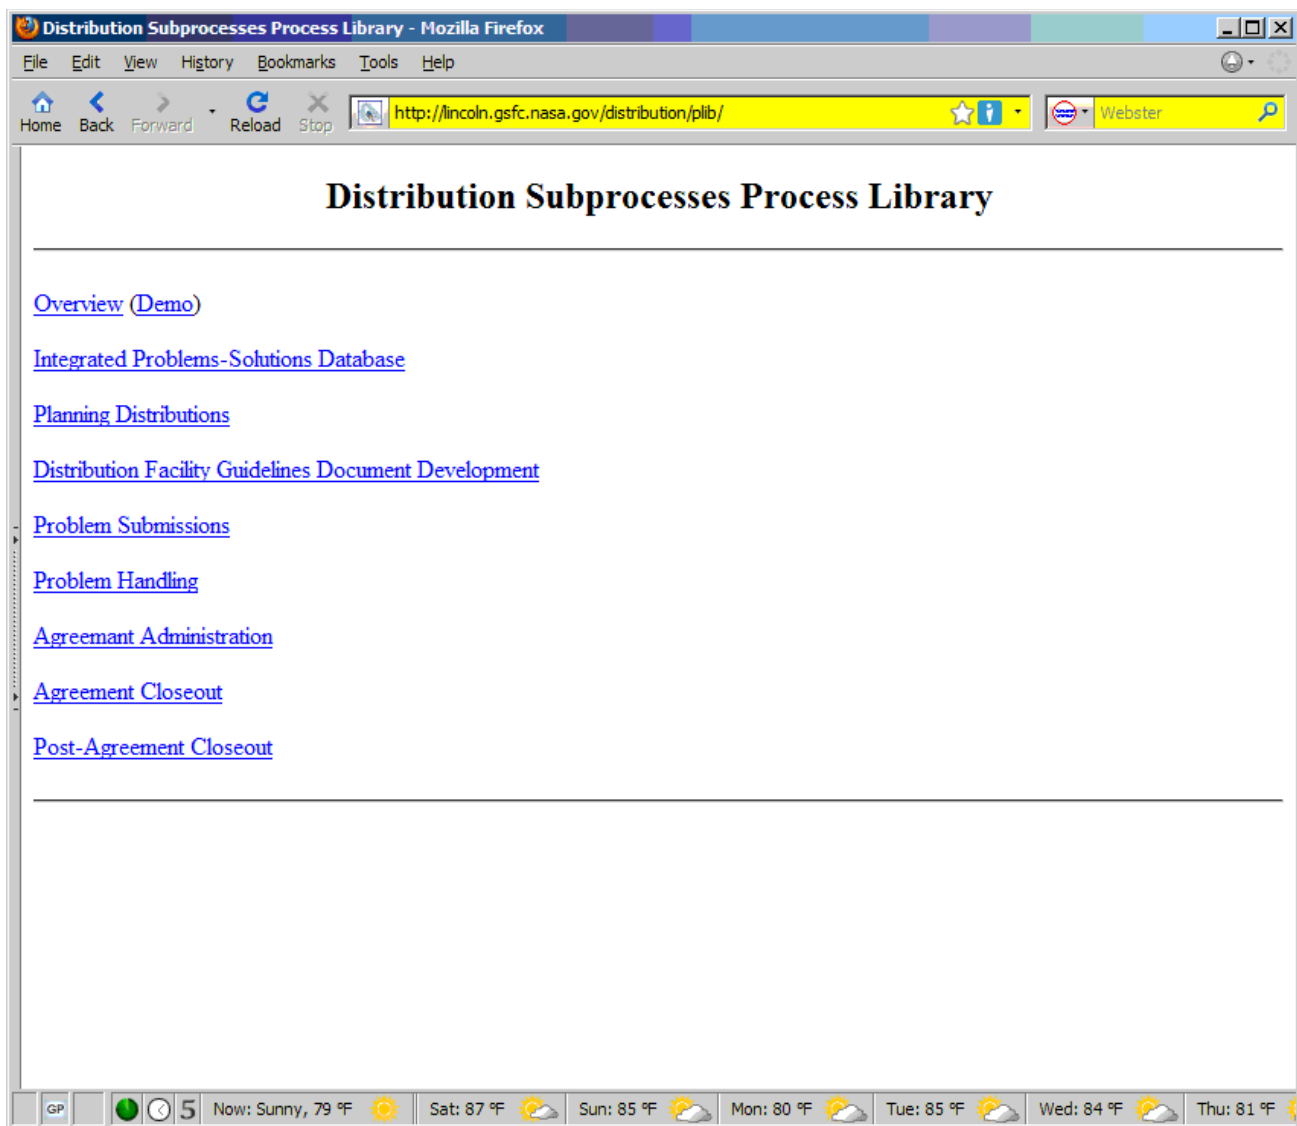 Distribution Subprocesses Process Library - Mozilla Firefox
File Edit View History Bookmarks Tools Help
Home Back Forward Reload Stop http://lincoln.gsfc.nasa.gov/distribution/plib/ Webster
Distribution Subprocesses Process Library
Overview (Demo)
Integrated Problems-Solutions Database
Planning Distributions
Distribution Facility Guidelines Document Development
Problem Submissions
Problem Handling
Agreemant Administration
Agreement Closeout
Post-Agreement Closeout
GP 5 Now: Sunny, 79 °F Sat: 87 °F Sun: 85 °F Mon: 80 °F Tue: 85 °F Wed: 84 °F Thu: 81 °F